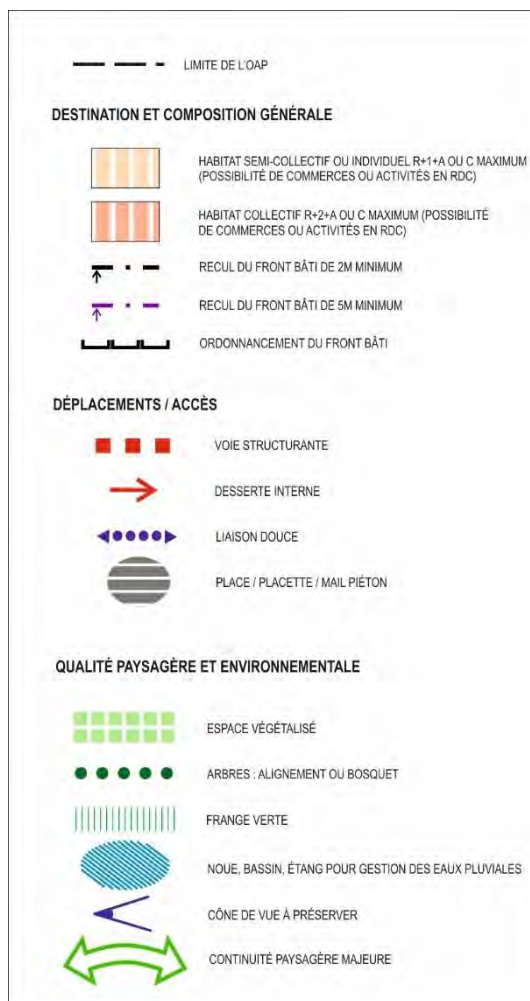 LIMITE DE L'OAP
DESTINATION ET COMPOSITION GÉNÉRALE
HABITAT SEMI-COLLECTIF OU INDIVIDUEL R+1+A OU C MAXIMUM
(POSSIBILITÉ DE COMMERCES OU ACTIVITÉS EN RDC)
HABITAT COLLECTIF R+2+A OU C MAXIMUM (POSSIBILITÉ
DE COMMERCES OU ACTIVITÉS EN RDC)
RECUL DU FRONT BÂTI DE 2M MINIMUM
RECUL DU FRONT BÂTI DE 5M MINIMUM
ORDONNANCEMENT DU FRONT BÂTI
DÉPLACEMENTS / ACCÈS
VOIE STRUCTURANTE
DESSERTE INTERNE
LIAISON DOUCE
PLACE / PLACETTE / MAIL PIÉTON
QUALITÉ PAYSAGÈRE ET ENVIRONNEMENTALE
ESPACE VÉGÉTALISÉ
ARBRES : ALIGNEMENT OU BOSQUET
FRANGE VERTE
NOUE, BASSIN, ÉTANG POUR GESTION DES EAUX PLUVIALES
CÔNE DE VUE À PRÉSERVER
CONTINUITÉ PAYSAGÈRE MAJEURE